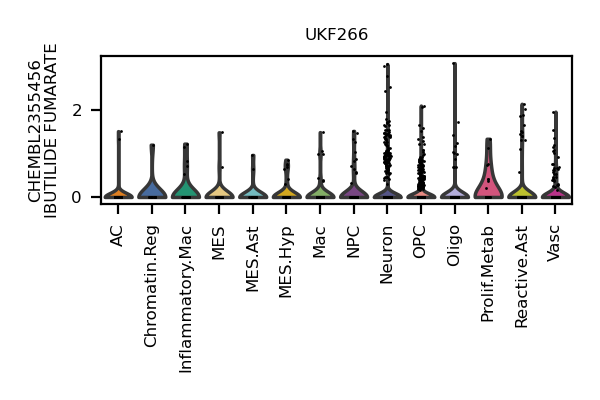 UKF266
CHEMBL2355456
IBUTILIDE FUMARATE
2
0
AC
Chromatin.Reg
Inflammatory.Mac
MES
MES.Ast
MES.Hyp
Mac
NPC
Neuron
OPC
Oligo
Prolif.Metab
Reactive.Ast
Vasc